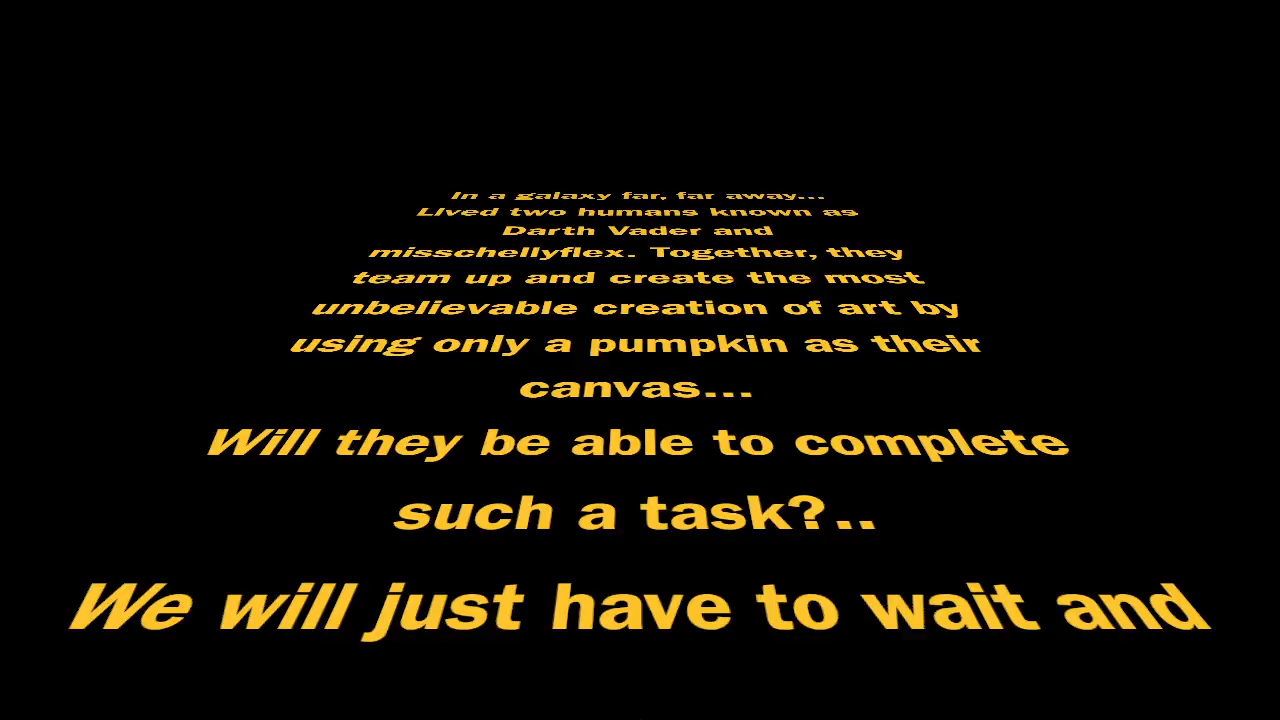 In a galaxy far, far away...
Lived two humans known as
Darth Vader and
misschellyflex. Together, they
team up and create the most
unbelievable creation of art by
using only a pumpkin as their
canvas...
Will they be able to complete
such a task?..
We will just have to wait and